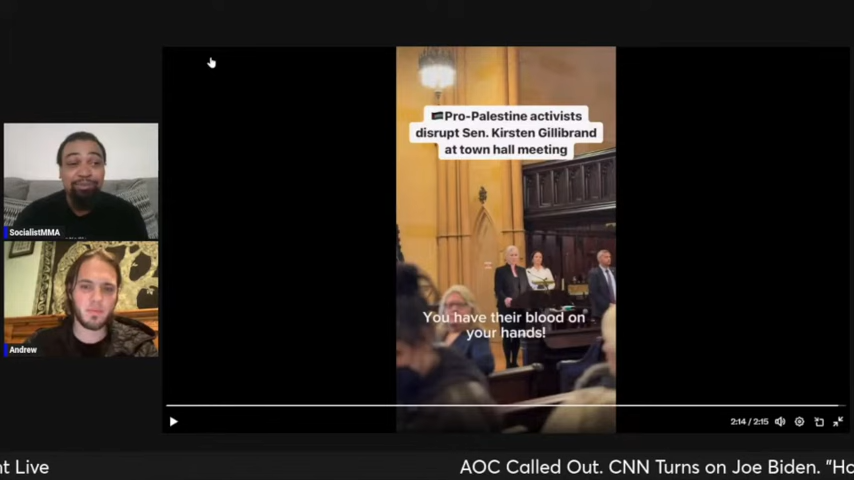 Pro-Palestine activists
disrupt Sen. Kirsten Gillibrand
at town hall meeting
SocialistMMA
You have their blood on
your hands!
Andrew
2:14 / 2:15
nt Live
AOC Called Out. CNN Turns on Joe Biden. "Ho